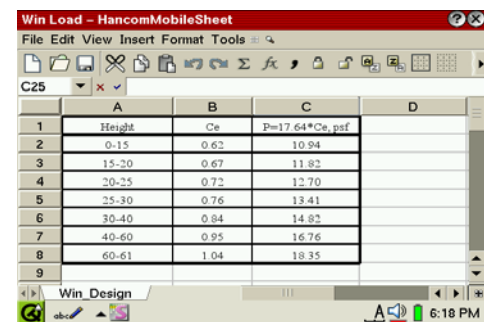 Win Load – HancomMobileSheet
File Edit View Insert Format Tools
C25
A B C D
1 Height Ce P=17.64*Ce, psf
2 0-15 0.62 10.94
3 15-20 0.67 11.82
4 20-25 0.72 12.70
5 25-30 0.76 13.41
6 30-40 0.84 14.82
7 40-60 0.95 16.76
8 60-61 1.04 18.35
9
Win_Design
abc A 6:18 PM